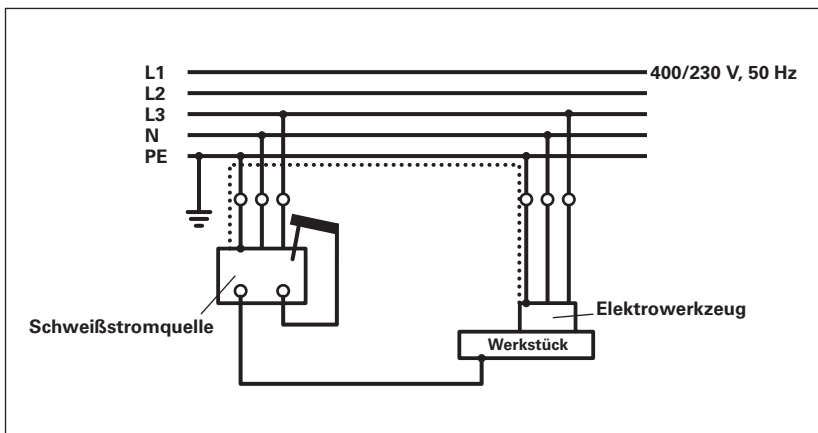 L1
400/230 V, 50 Hz
L2
L3
N
PE
Schweißstromquelle
Elektrowerkzeug
Werkstück